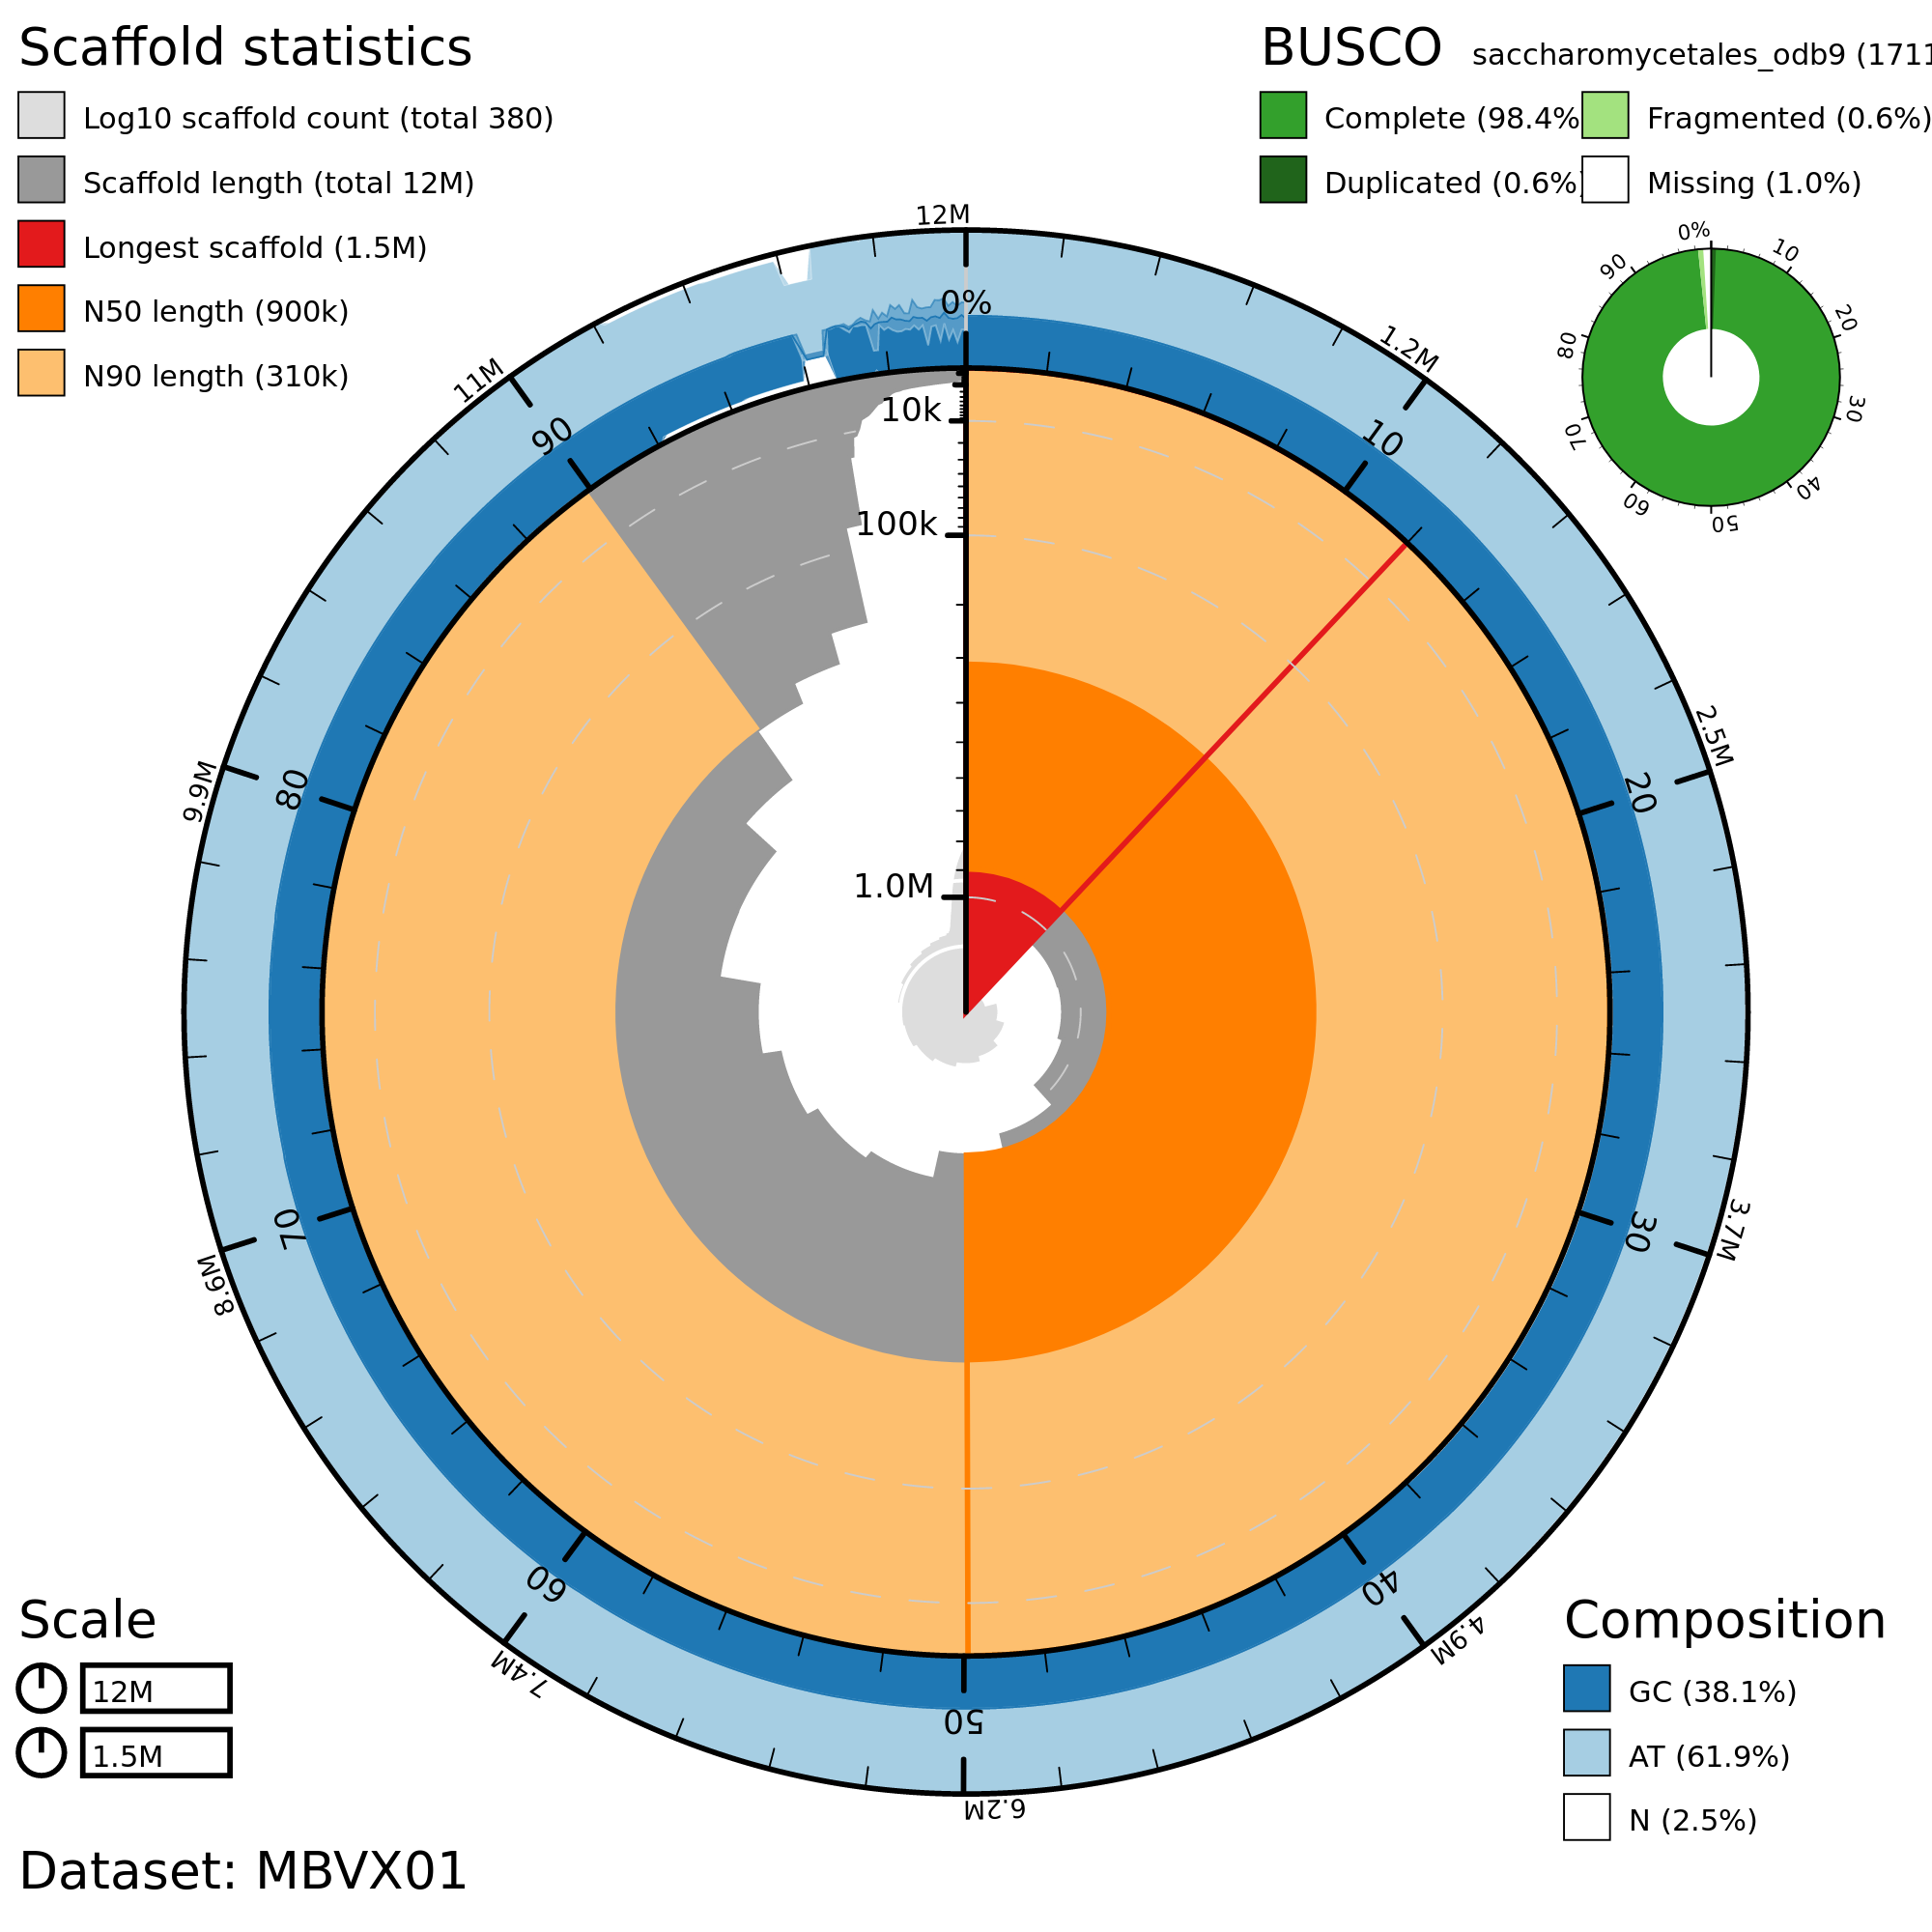 Scaffold statistics
Log10 scaffold count (total 380)
Scaffold length (total 12M)
Longest scaffold (1.5M)
N50 length (900k)
N90 length (310k)
BUSCO saccharomycetales_odb9 (1711
Complete (98.4%
Fragmented (0.6%)
Duplicated (0.6%)
Missing (1.0%)
0%
10
20
30
40
50
60
70
80
90
12M
1.2M
2.5M
3.7M
4.9M
6.2M
7.4M
8.6M
9.9M
11M
0%
10
20
30
40
50
60
70
80
90
10k
100k
1.0M
Scale
12M
1.5M
Composition
GC (38.1%)
AT (61.9%)
N (2.5%)
Dataset: MBVX01